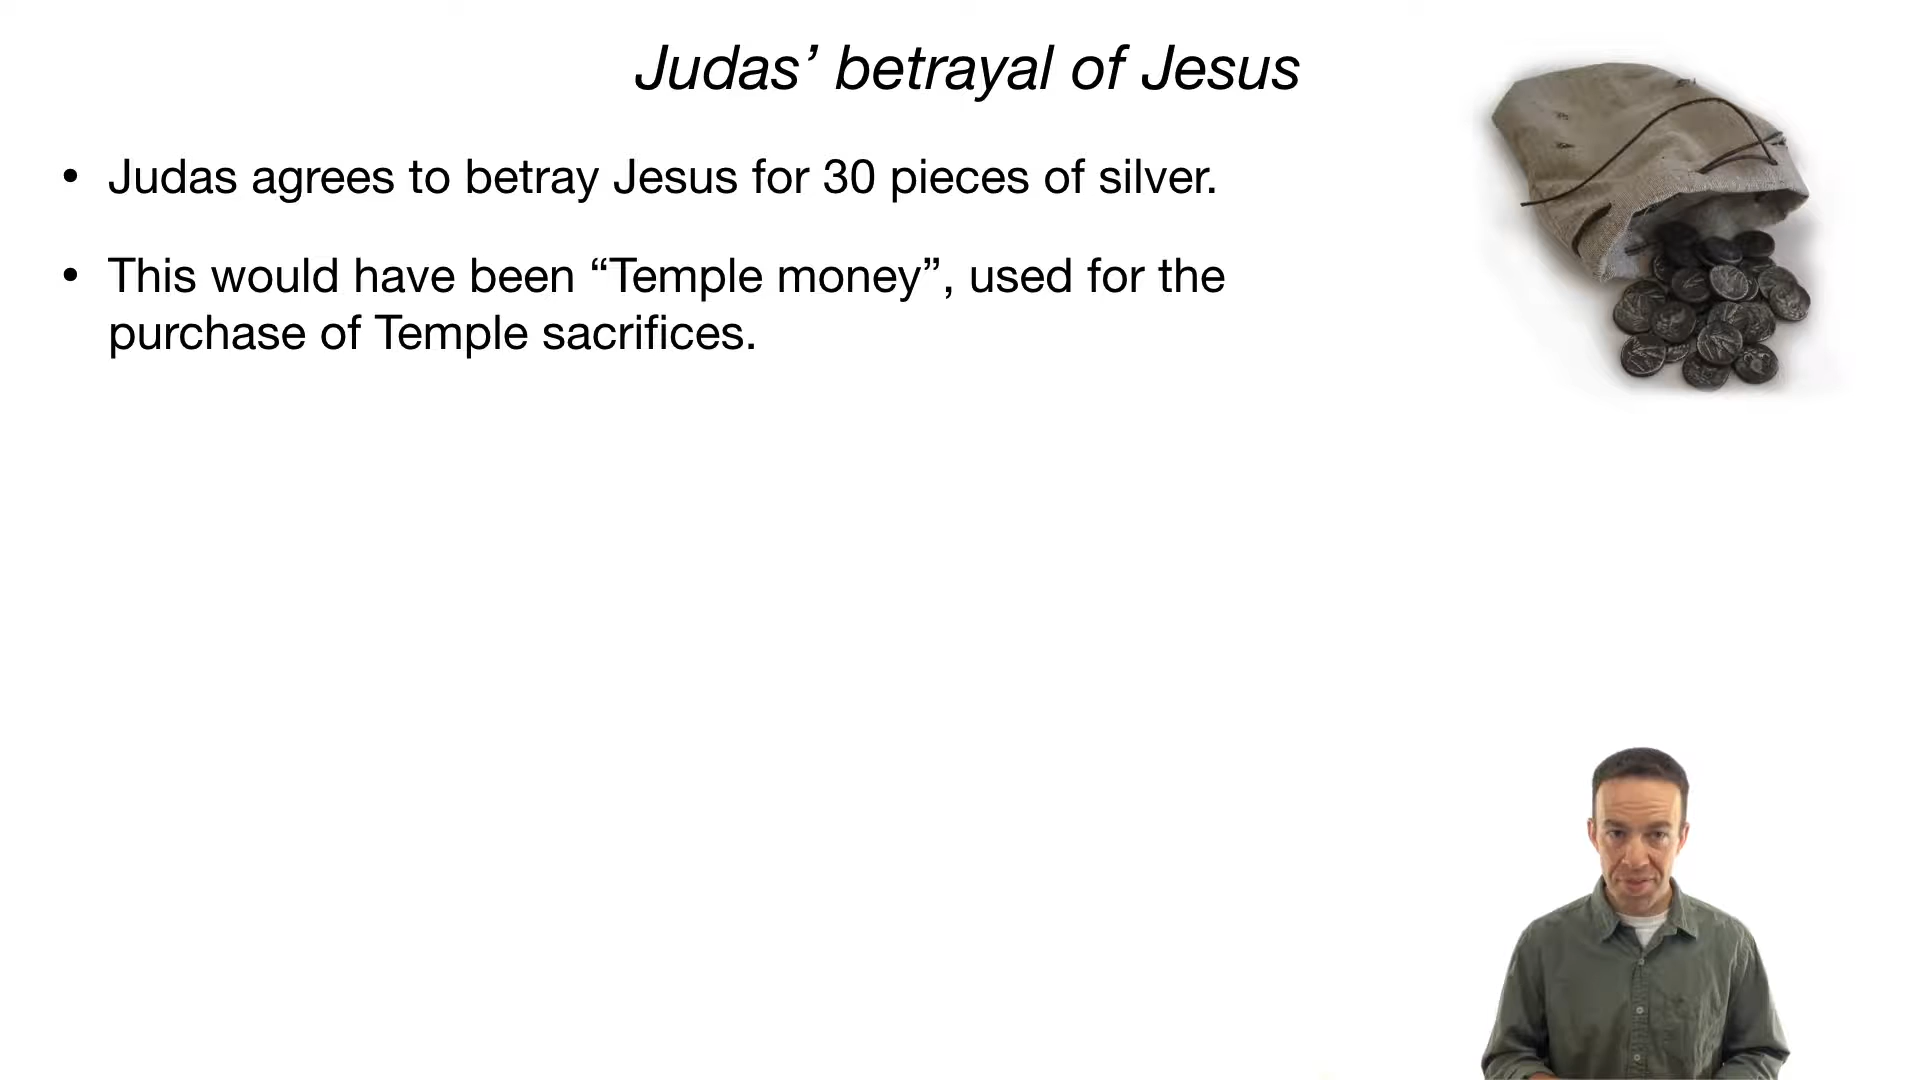 Judas’ betrayal of Jesus
• Judas agrees to betray Jesus for 30 pieces of silver.
• This would have been “Temple money”, used for the
purchase of Temple sacrifices.